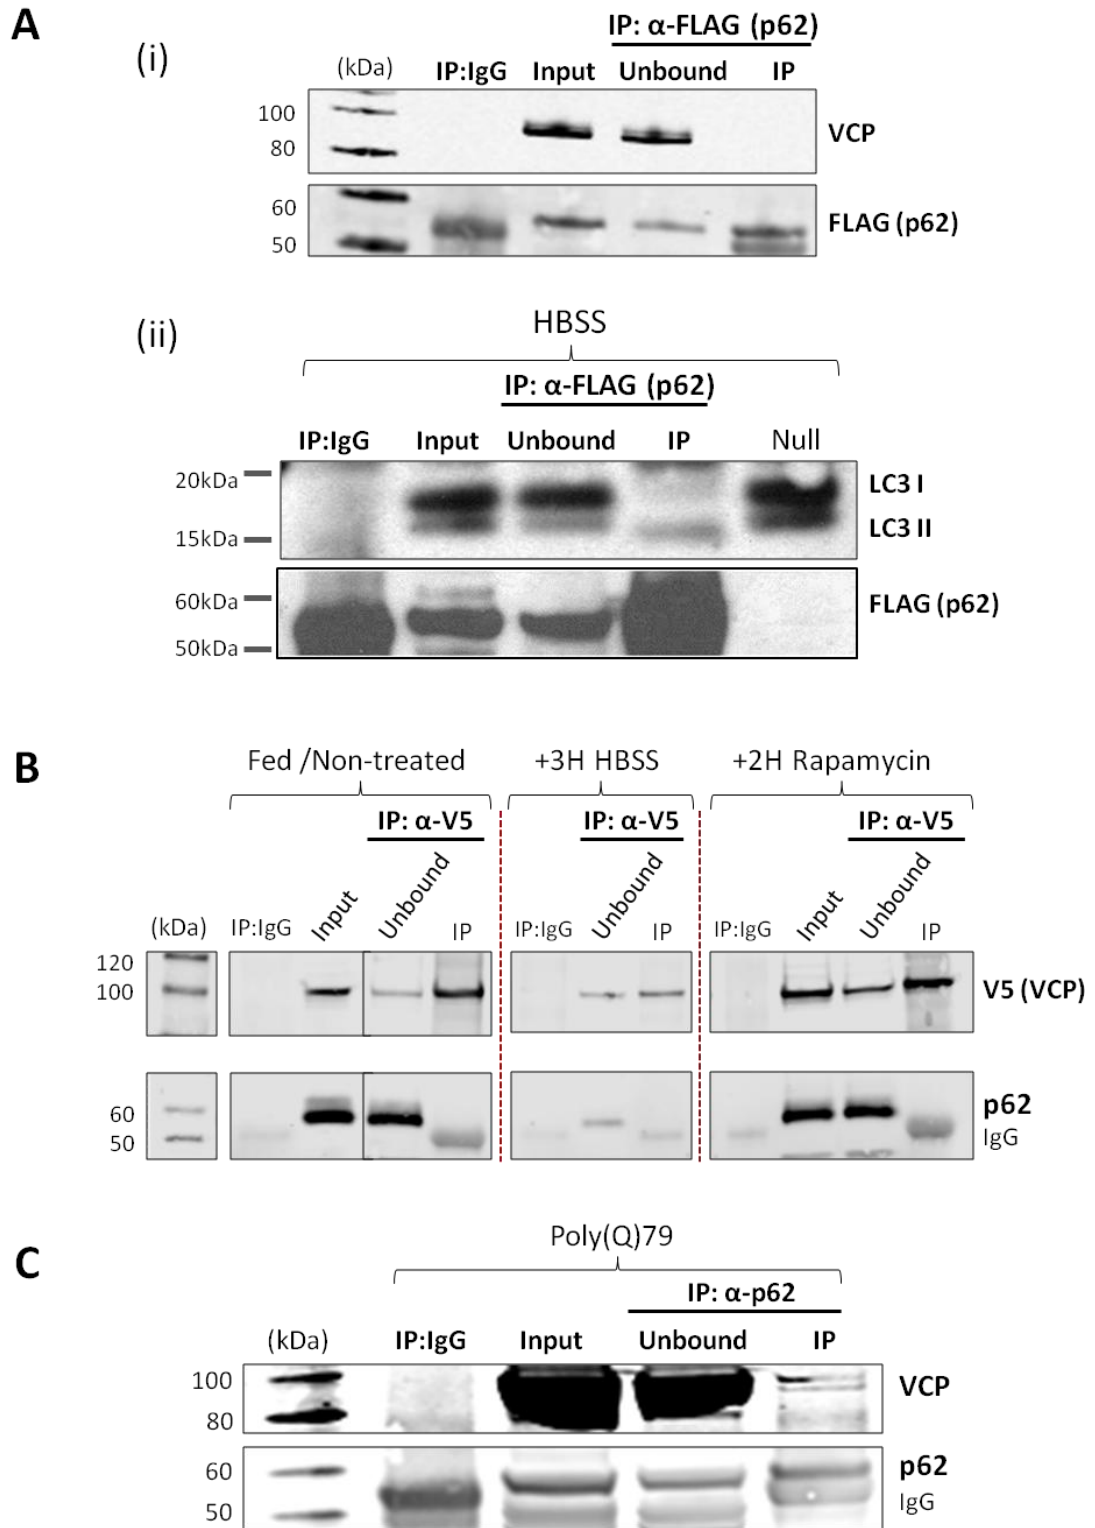 A
(i)
IP: α-FLAG (p62)
(kDa) IP:IgG Input Unbound IP
100
80
VCP
60
50
FLAG (p62)
(ii)
HBSS
IP: α-FLAG (p62)
IP:IgG Input Unbound IP Null
20kDa
15kDa
LC3 I
LC3 II
60kDa
50kDa
FLAG (p62)
B
Fed /Non-treated +3H HBSS +2H Rapamycin
IP: α-V5 IP: α-V5 IP: α-V5
(kDa) IP:IgG Input Unbound IP IP:IgG Unbound IP IP:IgG Input Unbound IP
120
100
V5 (VCP)
60
50
p62
IgG
C
Poly(Q)79
IP: α-p62
(kDa) IP:IgG Input Unbound IP
100
80
VCP
60
50
p62
IgG